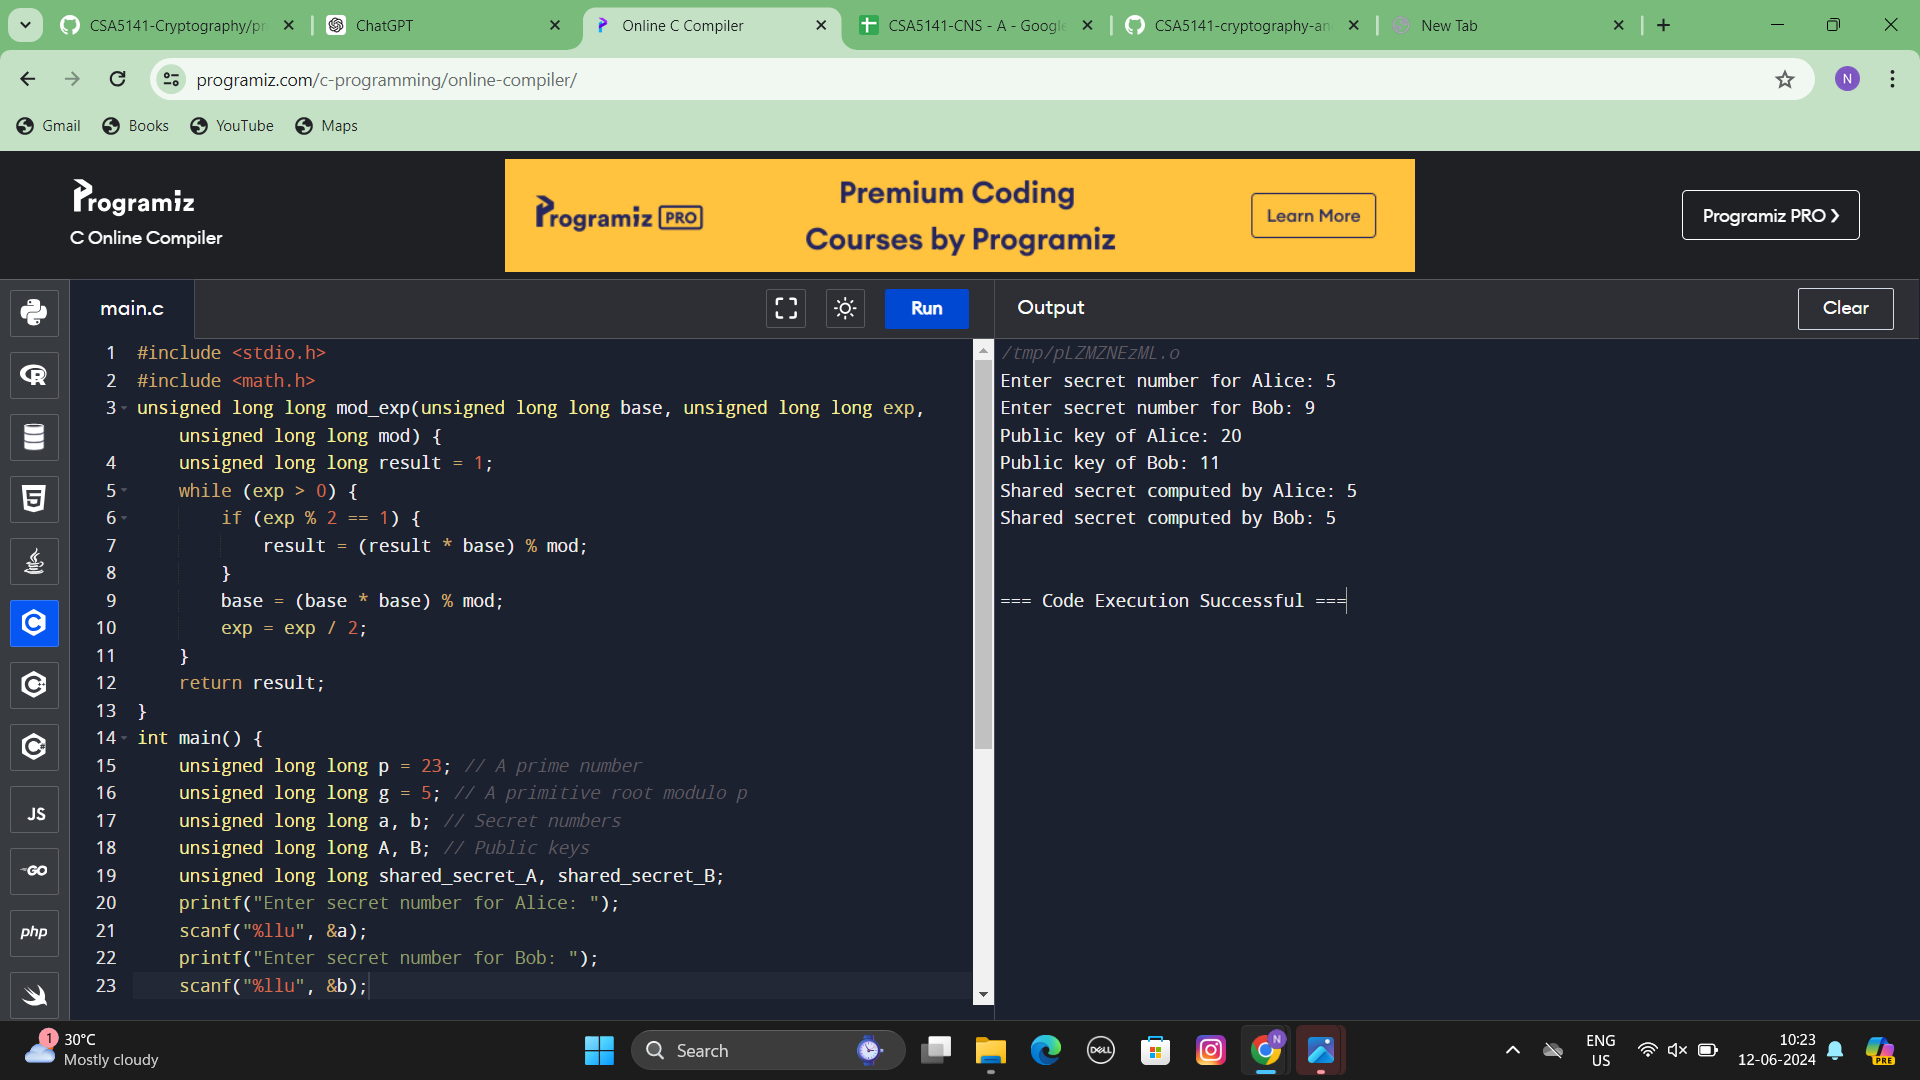 CSA5141-Cryptography/pr
ChatGPT
Online C Compiler
CSA5141-CNS - A - Google
CSA5141-cryptography-an
New Tab
programiz.com/c-programming/online-compiler/
N
Gmail
Books
YouTube
Maps
Programiz
C Online Compiler
Programiz PRO
Premium Coding
Courses by Programiz
Learn More
Programiz PRO ❯
main.c
Run
Output
Clear
1 #include <stdio.h>
2 #include <math.h>
3 unsigned long long mod_exp(unsigned long long base, unsigned long long exp,
unsigned long long mod) {
4 unsigned long long result = 1;
5 while (exp > 0) {
6 if (exp % 2 == 1) {
7 result = (result * base) % mod;
8 }
9 base = (base * base) % mod;
10 exp = exp / 2;
11 }
12 return result;
13 }
14 int main() {
15 unsigned long long p = 23; // A prime number
16 unsigned long long g = 5; // A primitive root modulo p
17 unsigned long long a, b; // Secret numbers
18 unsigned long long A, B; // Public keys
19 unsigned long long shared_secret_A, shared_secret_B;
20 printf("Enter secret number for Alice: ");
21 scanf("%llu", &a);
22 printf("Enter secret number for Bob: ");
23 scanf("%llu", &b);
/tmp/pLZMZNEzML.o
Enter secret number for Alice: 5
Enter secret number for Bob: 9
Public key of Alice: 20
Public key of Bob: 11
Shared secret computed by Alice: 5
Shared secret computed by Bob: 5
=== Code Execution Successful ===
JS
GO
php
1
30°C
Mostly cloudy
Search
DELL
N
ENG
US
10:23
12-06-2024
PRE